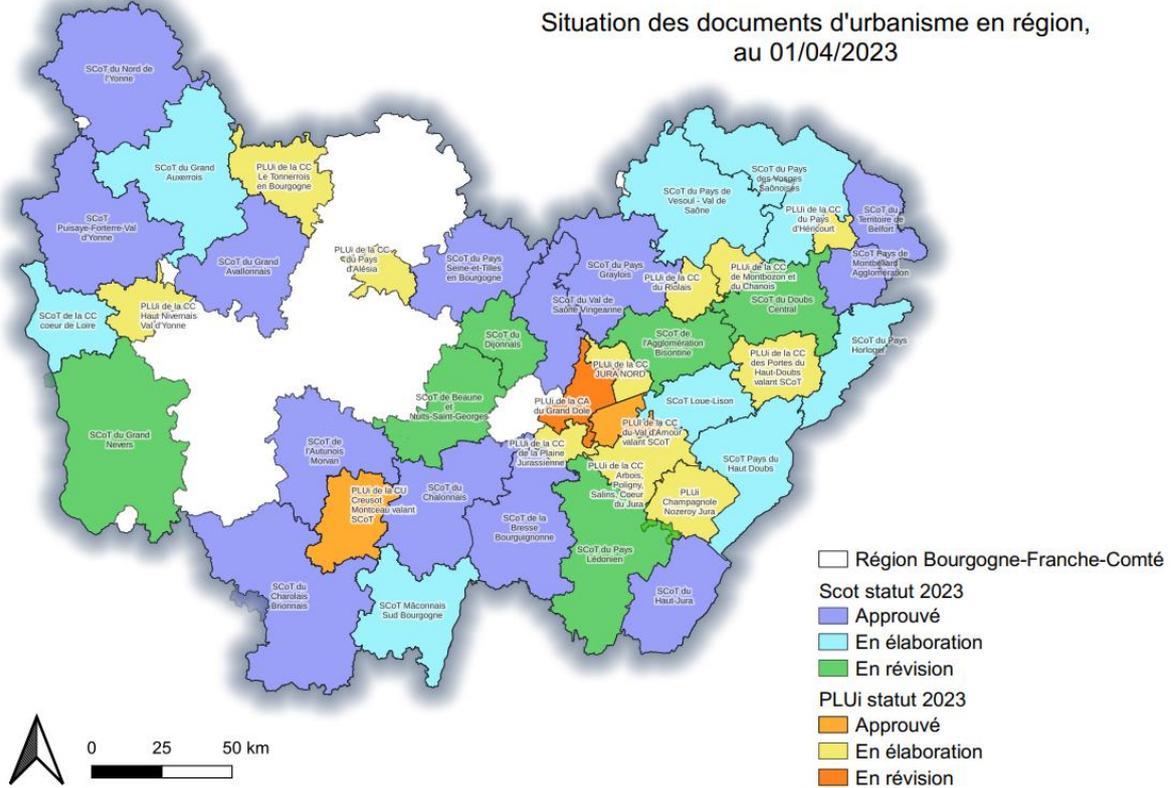 Situation des documents d'urbanisme en région,
au 01/04/2023
SCoT du Nord de
l'Yonne
SCoT du Grand
Auxerrois
PLUi de la CC
Le Tonnerrois
en Bourgogne
SCoT
Puisaye-Forterre-Val
d'Yonne
SCoT du Grand
Avallonnais
PLUi de la CC
du Pays
d'Alésia
SCoT du Pays
Seine-et-Tilles
en Bourgogne
SCoT de la CC
coeur de Loire
PLUi de la CC
Haut Nivernais
Val d'Yonne
SCoT du Pays de
Vesoul - Val de
Saône
SCoT du Pays
des Vosges
Saônoises
PLUi de la CC
du Pays
d'Héricourt
SCoT du
Territoire de
Belfort
SCoT Pays de
Montbéliard
Agglomération
SCoT du Pays
Graylois
PLUi de la CC
du Riolais
PLUi de la CC
de Montbozon et
du Chanois
SCoT du Val de
Saône Vingeanne
SCoT du Doubs
Central
SCoT du
Dijonnais
SCoT de
l'Agglomération
Bisontine
SCoT du Pays
Horloger
PLUi de la CC
JURA NORD
PLUi de la CC
des Portes du
Haut-Doubs
valant SCoT
SCoT de Beaune
et
Nuits-Saint-Georges
PLUi de la CA
du Grand Dole
SCoT Loue-Lison
SCoT du Grand
Nevers
SCoT de
l'Autunois
Morvan
PLUi de la CC
de la Plaine
Jurassienne
PLUi de la CC
du Val d'Amour
valant SCoT
SCoT Pays du
Haut Doubs
PLUi de la CU
Creusot
Montceau valant
SCoT
SCoT du
Chalonnais
PLUi de la CC
Arbois,
Poligny,
Salins, Coeur
du Jura
PLUi
Champagnole
Nozeroy Jura
SCoT de la
Bresse
Bourguignonne
SCoT du Pays
Lédonien
SCoT du
Charolais
Brionnais
SCoT Mâconnais
Sud Bourgogne
SCoT du
Haut-Jura
Région Bourgogne-Franche-Comté
Scot statut 2023
Approuvé
En élaboration
En révision
PLUi statut 2023
Approuvé
En élaboration
En révision
0 25 50 km